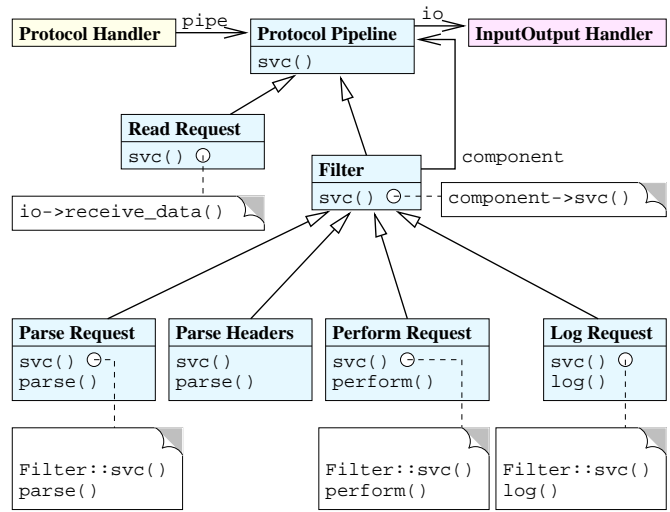 Protocol Handler
pipe
Protocol Pipeline
svc()
io
InputOutput Handler
Read Request
svc()
io->receive_data()
Filter
svc()
component
component->svc()
Parse Request
svc()
parse()
Parse Headers
svc()
parse()
Perform Request
svc()
perform()
Log Request
svc()
log()
Filter::svc()
parse()
Filter::svc()
perform()
Filter::svc()
log()